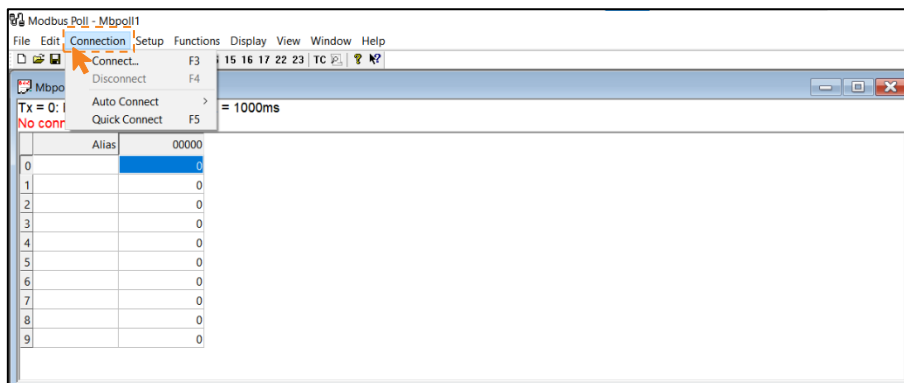 Modbus Poll - Mbpoll1
File Edit Connection Setup Functions Display View Window Help
Connect... F3 15 16 17 22 23 TC
Disconnect F4
Mbpo
Auto Connect >
Tx = 0: = 1000ms
Quick Connect F5
No conn
Alias 00000
0 0
1 0
2 0
3 0
4 0
5 0
6 0
7 0
8 0
9 0